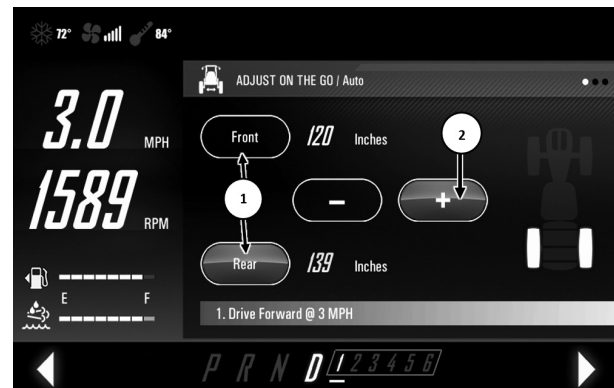 72° 84°
ADJUST ON THE GO / Auto
3.0 MPH
Front 120 Inches
2
1589 RPM
1
− +
Rear 139 Inches
E F
1. Drive Forward @ 3 MPH
P R N D 1 2 3 4 5 6